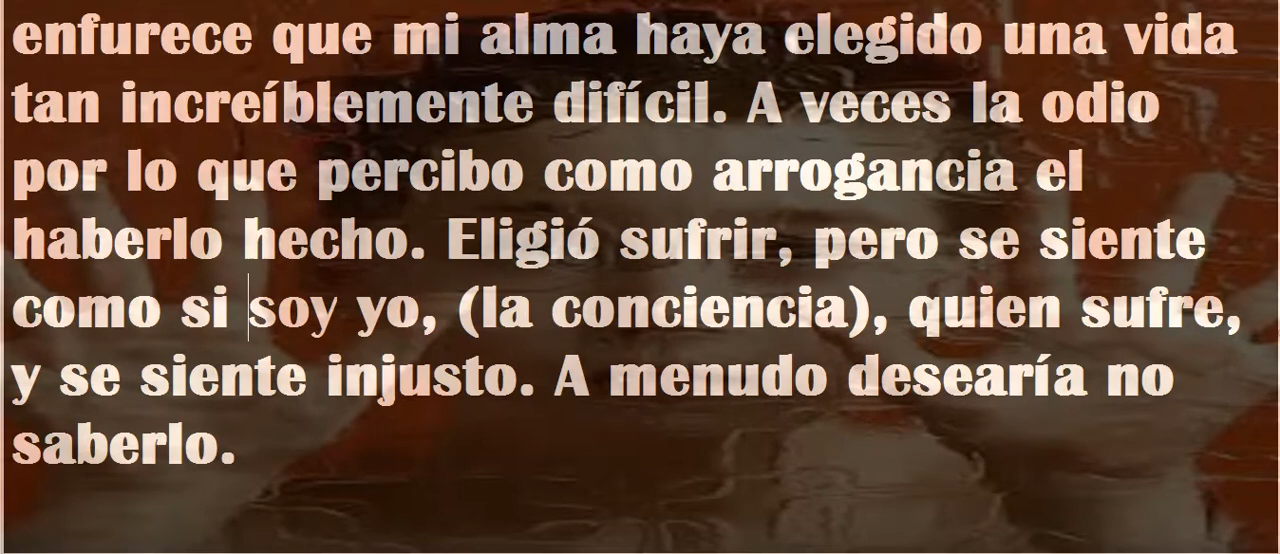 enfurece que mi alma haya elegido una vida
tan increíblemente difícil. A veces la odio
por lo que percibo como arrogancia el
haberlo hecho. Eligió sufrir, pero se siente
como si soy yo, (la conciencia), quien sufre,
y se siente injusto. A menudo desearía no
saberlo.